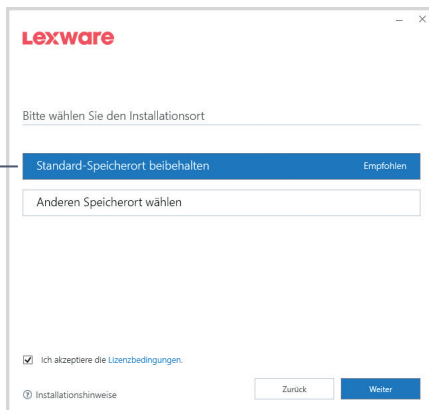 Lexware
Bitte wählen Sie den Installationsort
Standard-Speicherort beibehalten Empfohlen
Anderen Speicherort wählen
Ich akzeptiere die Lizenzbedingungen.
Installationshinweise Zurück Weiter